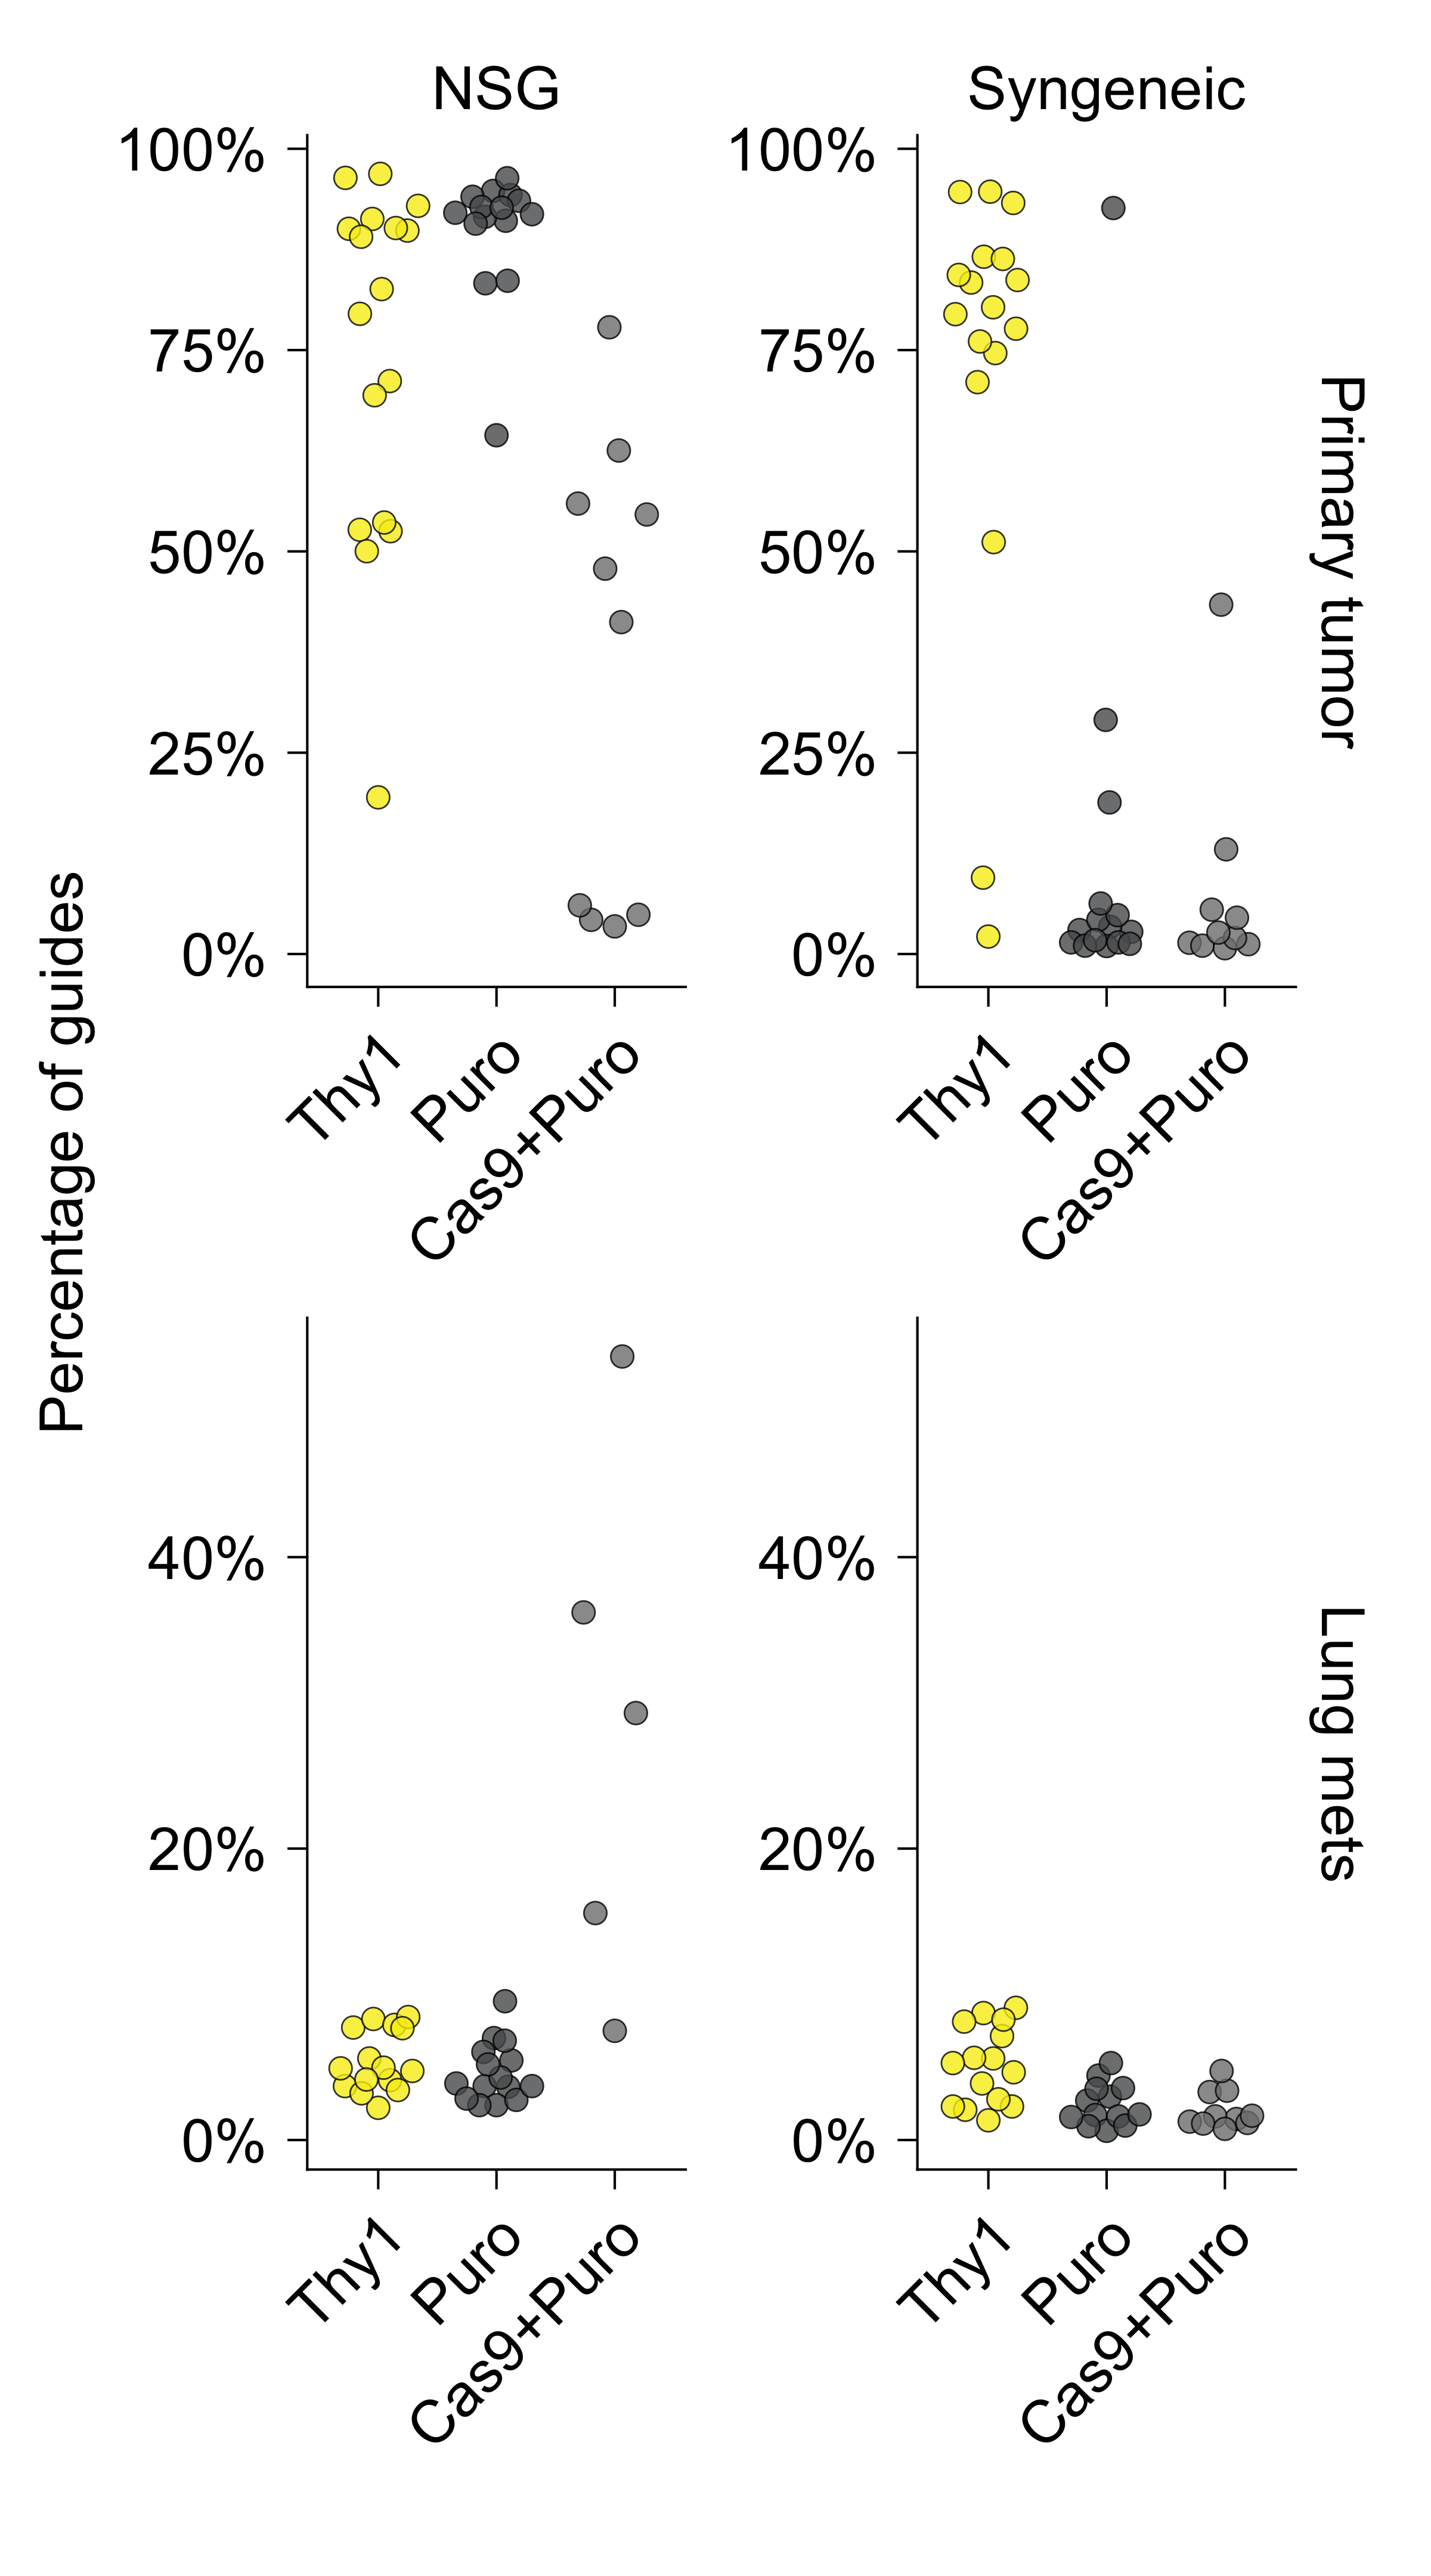 NSG
Syngeneic
100%
75%
50%
25%
0%
100%
75%
50%
25%
0%
Primary tumor
Thy1
Puro
Cas9+Puro
Thy1
Puro
Cas9+Puro
Percentage of guides
40%
20%
0%
40%
20%
0%
Lung mets
Thy1
Puro
Cas9+Puro
Thy1
Puro
Cas9+Puro